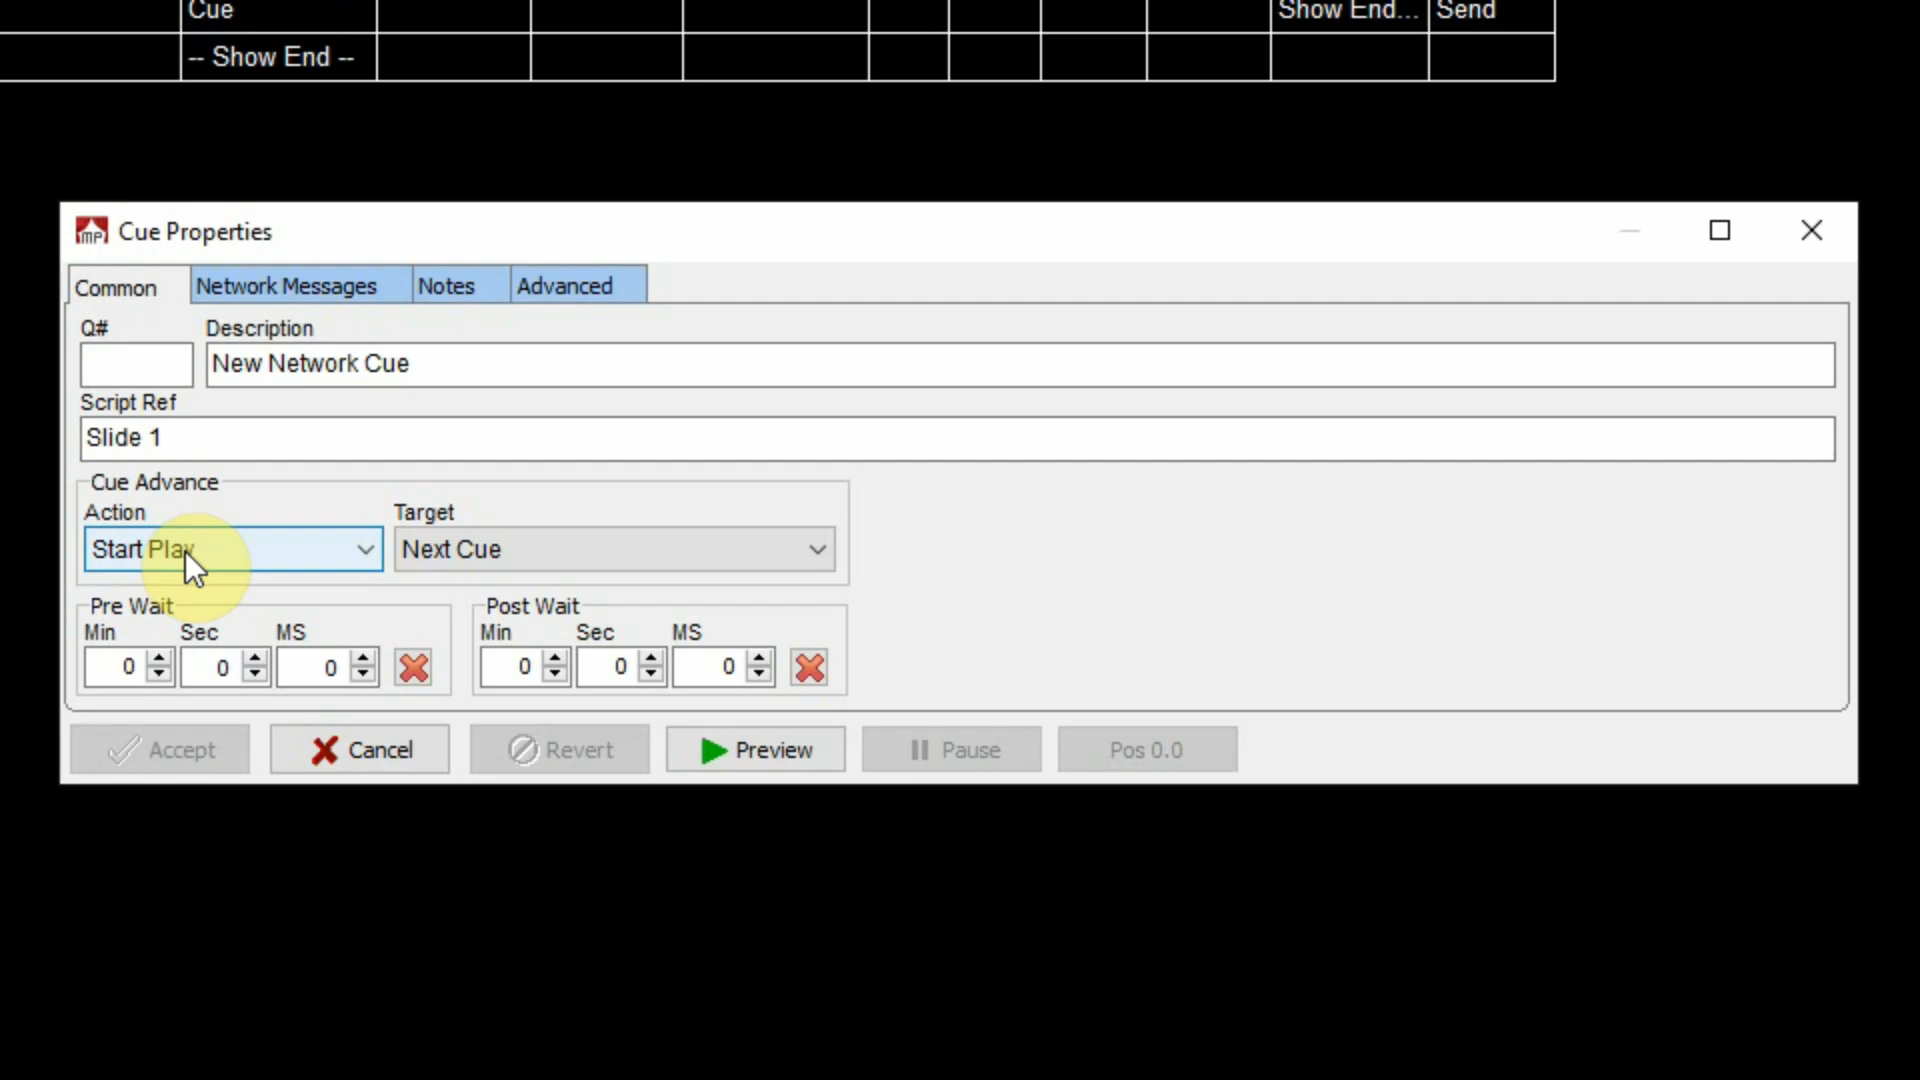 Cue Show End... Send
-- Show End --
MP Cue Properties
Common Network Messages Notes Advanced
Q# Description
New Network Cue
Script Ref
Slide 1
Cue Advance
Action Target
Start Play Next Cue
Pre Wait Post Wait
Min Sec MS Min Sec MS
0 0 0 0 0 0
Accept Cancel Revert Preview Pause Pos 0.0